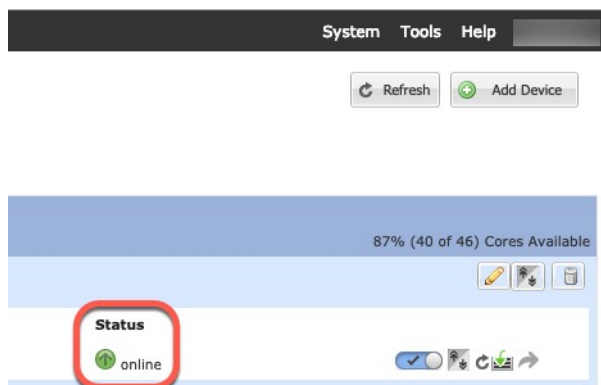 System Tools Help
Refresh Add Device
87% (40 of 46) Cores Available
Status
online